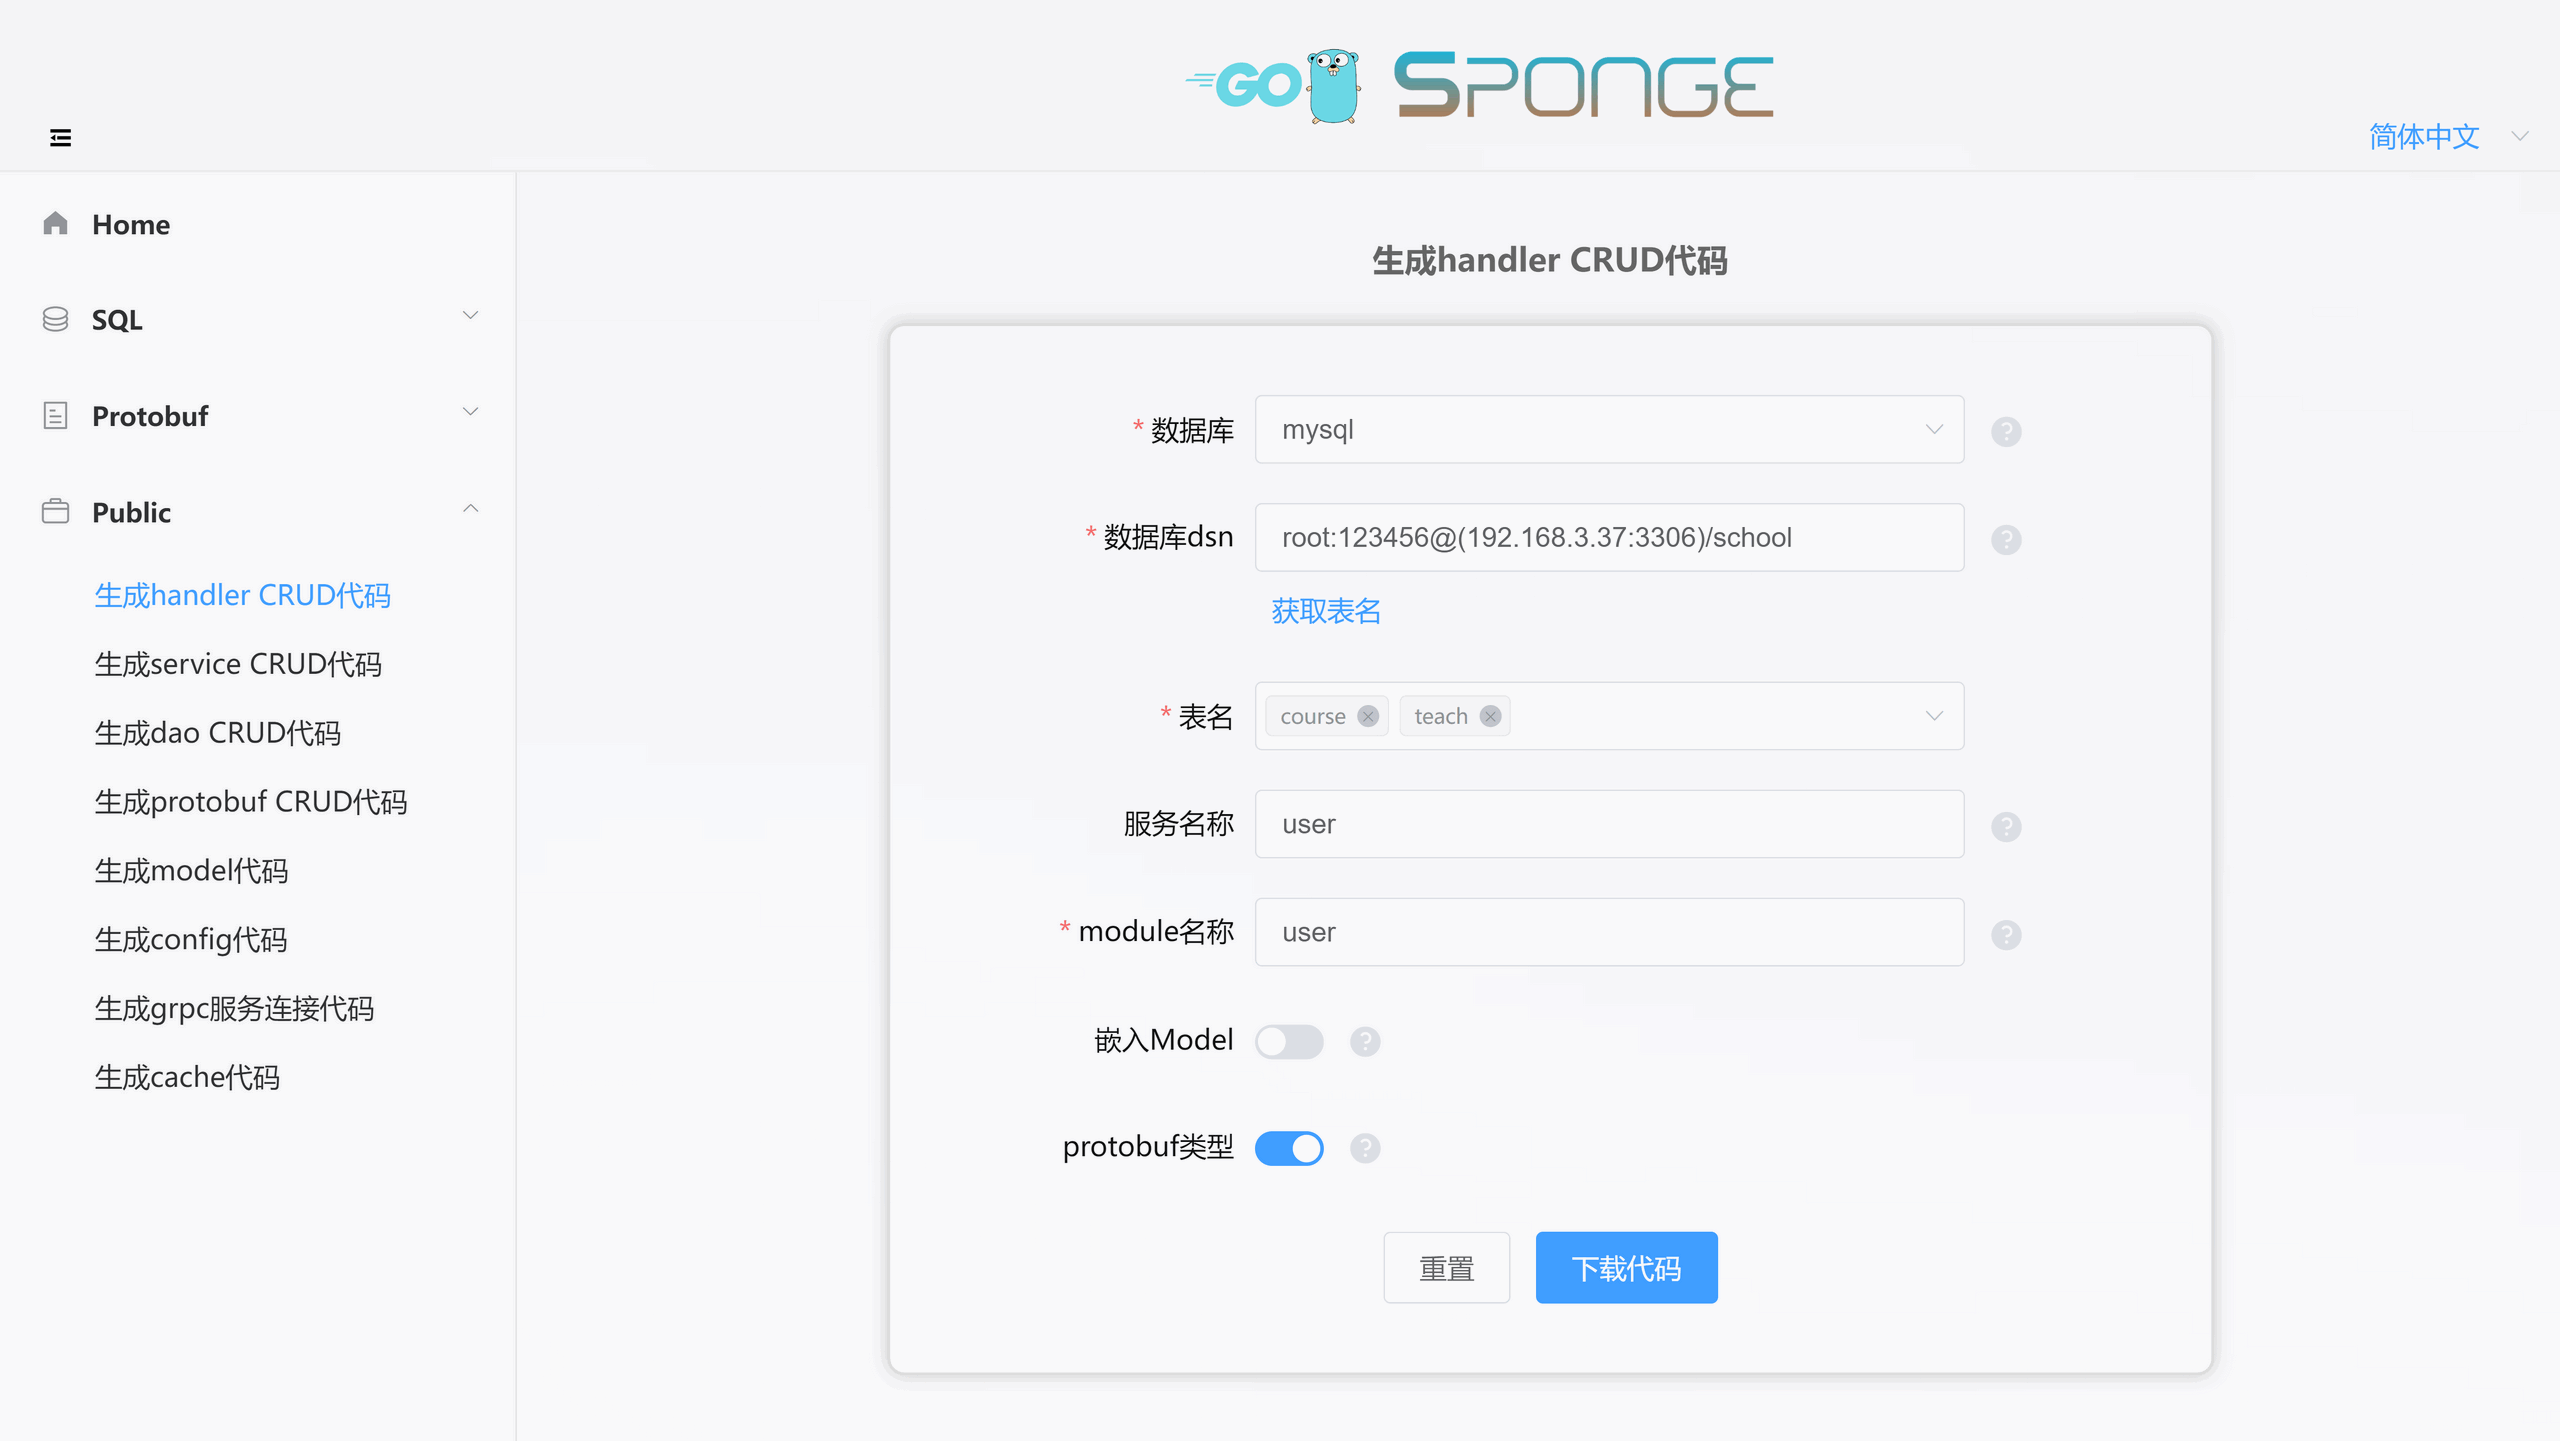 GO SPONGE
简体中文
Home
SQL
Protobuf
Public
生成handler CRUD代码
生成service CRUD代码
生成dao CRUD代码
生成protobuf CRUD代码
生成model代码
生成config代码
生成grpc服务连接代码
生成cache代码
生成handler CRUD代码
* 数据库 mysql ?
* 数据库dsn root:123456@(192.168.3.37:3306)/school ?
获取表名
* 表名 course teach
服务名称 user ?
* module名称 user ?
嵌入Model ?
protobuf类型 ?
重置 下载代码